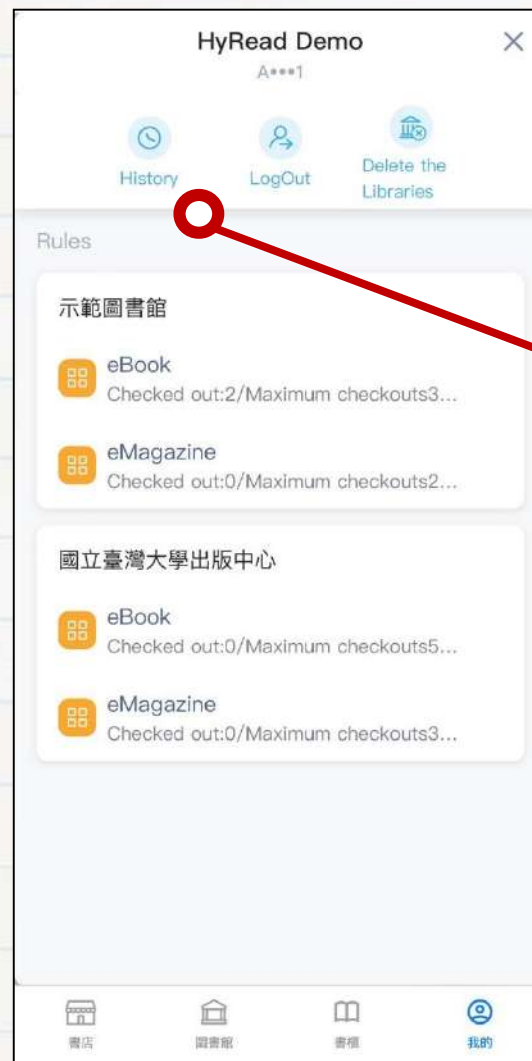 HyRead Demo
A***1
History
LogOut
Delete the
Libraries
Rules
示範圖書館
eBook
Checked out:2/Maximum checkouts3...
eMagazine
Checked out:0/Maximum checkouts2...
國立臺灣大學出版中心
eBook
Checked out:0/Maximum checkouts5...
eMagazine
Checked out:0/Maximum checkouts3...
書店
圖書館
書櫃
我的